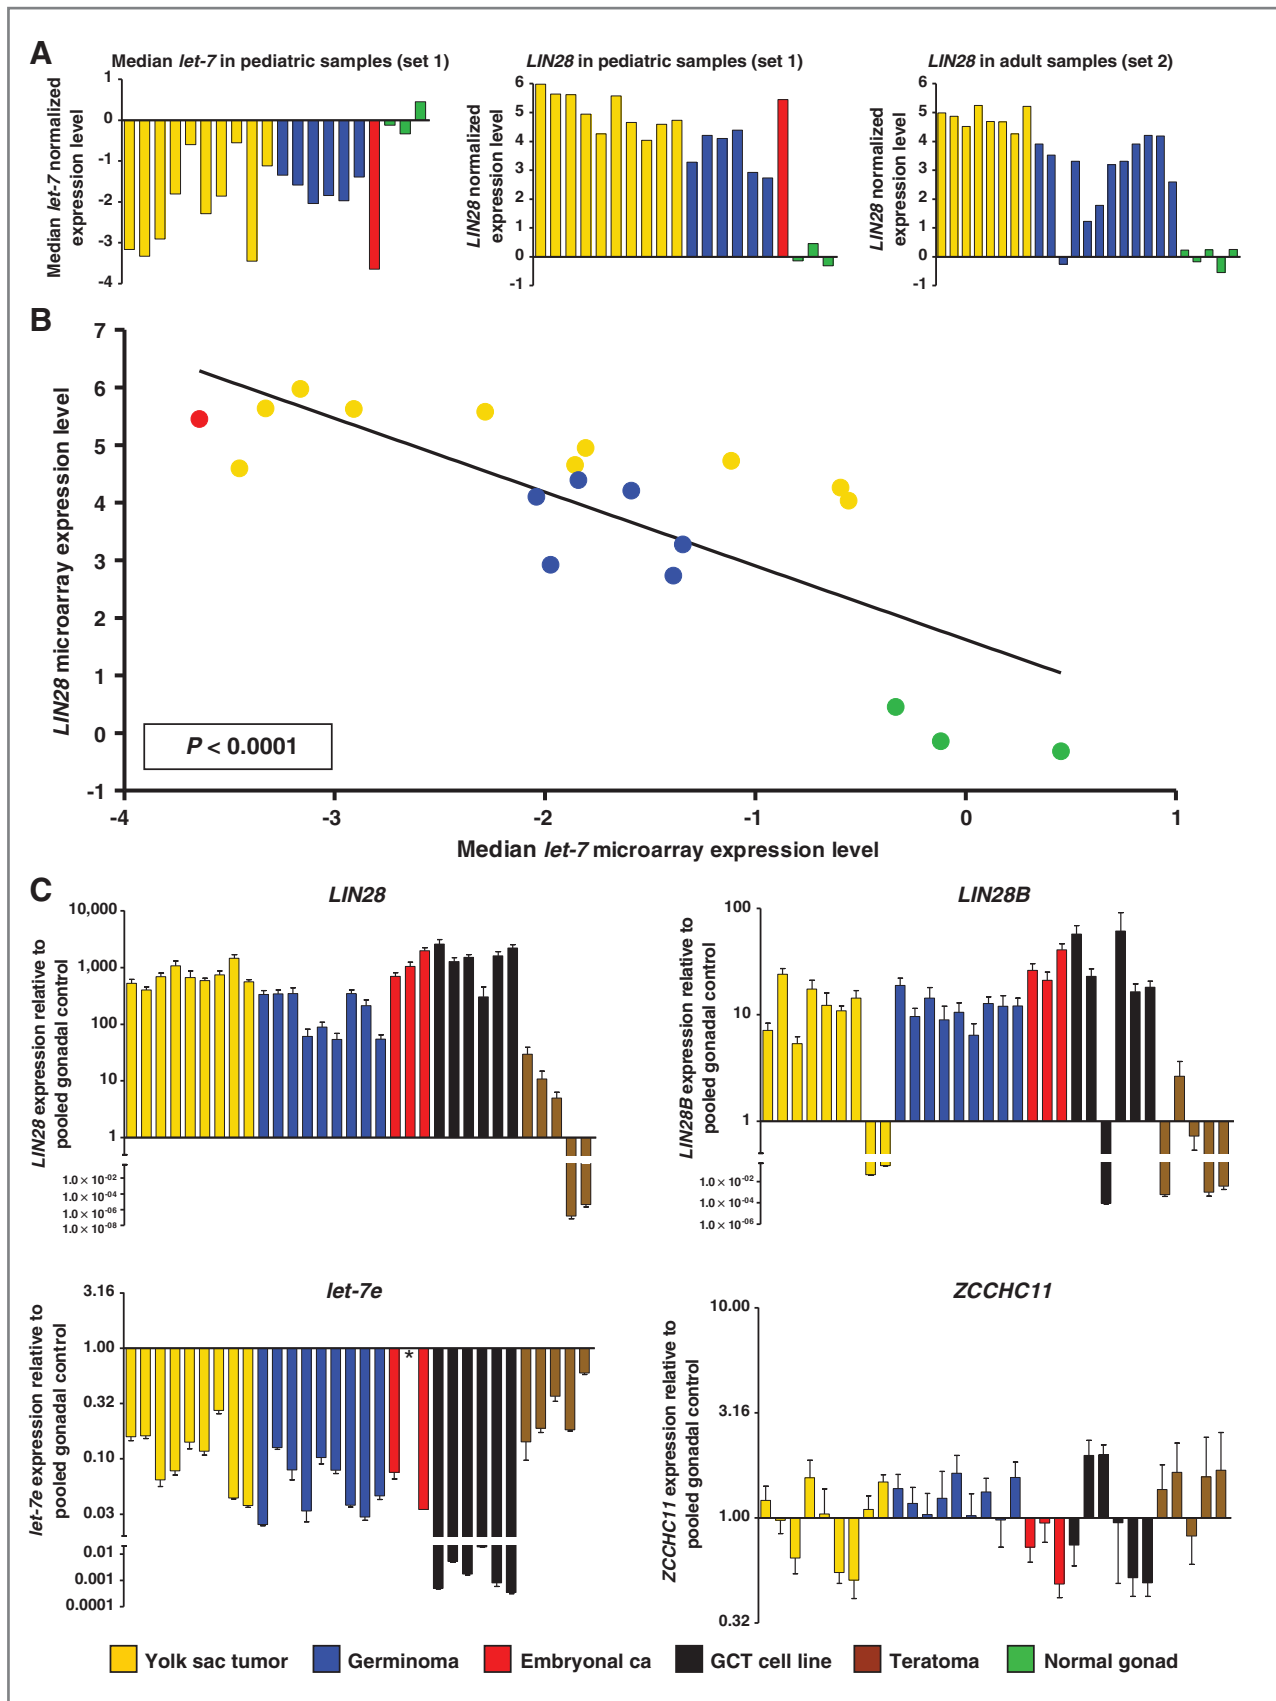 A
Median let-7 in pediatric samples (set 1)
LIN28 in pediatric samples (set 1)
LIN28 in adult samples (set 2)
Median let-7 normalized
expression level
1
0
-1
-2
-3
-4
LIN28 normalized
expression level
6
5
4
3
2
1
0
-1
LIN28 normalized
expression level
6
5
4
3
2
1
0
-1
B
LIN28 microarray expression level
7
6
5
4
3
2
1
0
-1
P < 0.0001
-4
-3
-2
-1
0
1
Median let-7 microarray expression level
C
LIN28
LIN28 expression relative to
pooled gonadal control
10,000
1,000
100
10
1
1.0 × 10-02
1.0 × 10-04
1.0 × 10-06
1.0 × 10-08
LIN28B
LIN28B expression relative to
pooled gonadal control
100
10
1
1.0 × 10-02
1.0 × 10-04
1.0 × 10-06
let-7e
let-7e expression relative to
pooled gonadal control
3.16
1.00
0.32
0.10
0.03
0.01
0.001
0.0001
*
ZCCHC11
ZCCHC11 expression relative to
pooled gonadal control
10.00
3.16
1.00
0.32
Yolk sac tumor
Germinoma
Embryonal ca
GCT cell line
Teratoma
Normal gonad